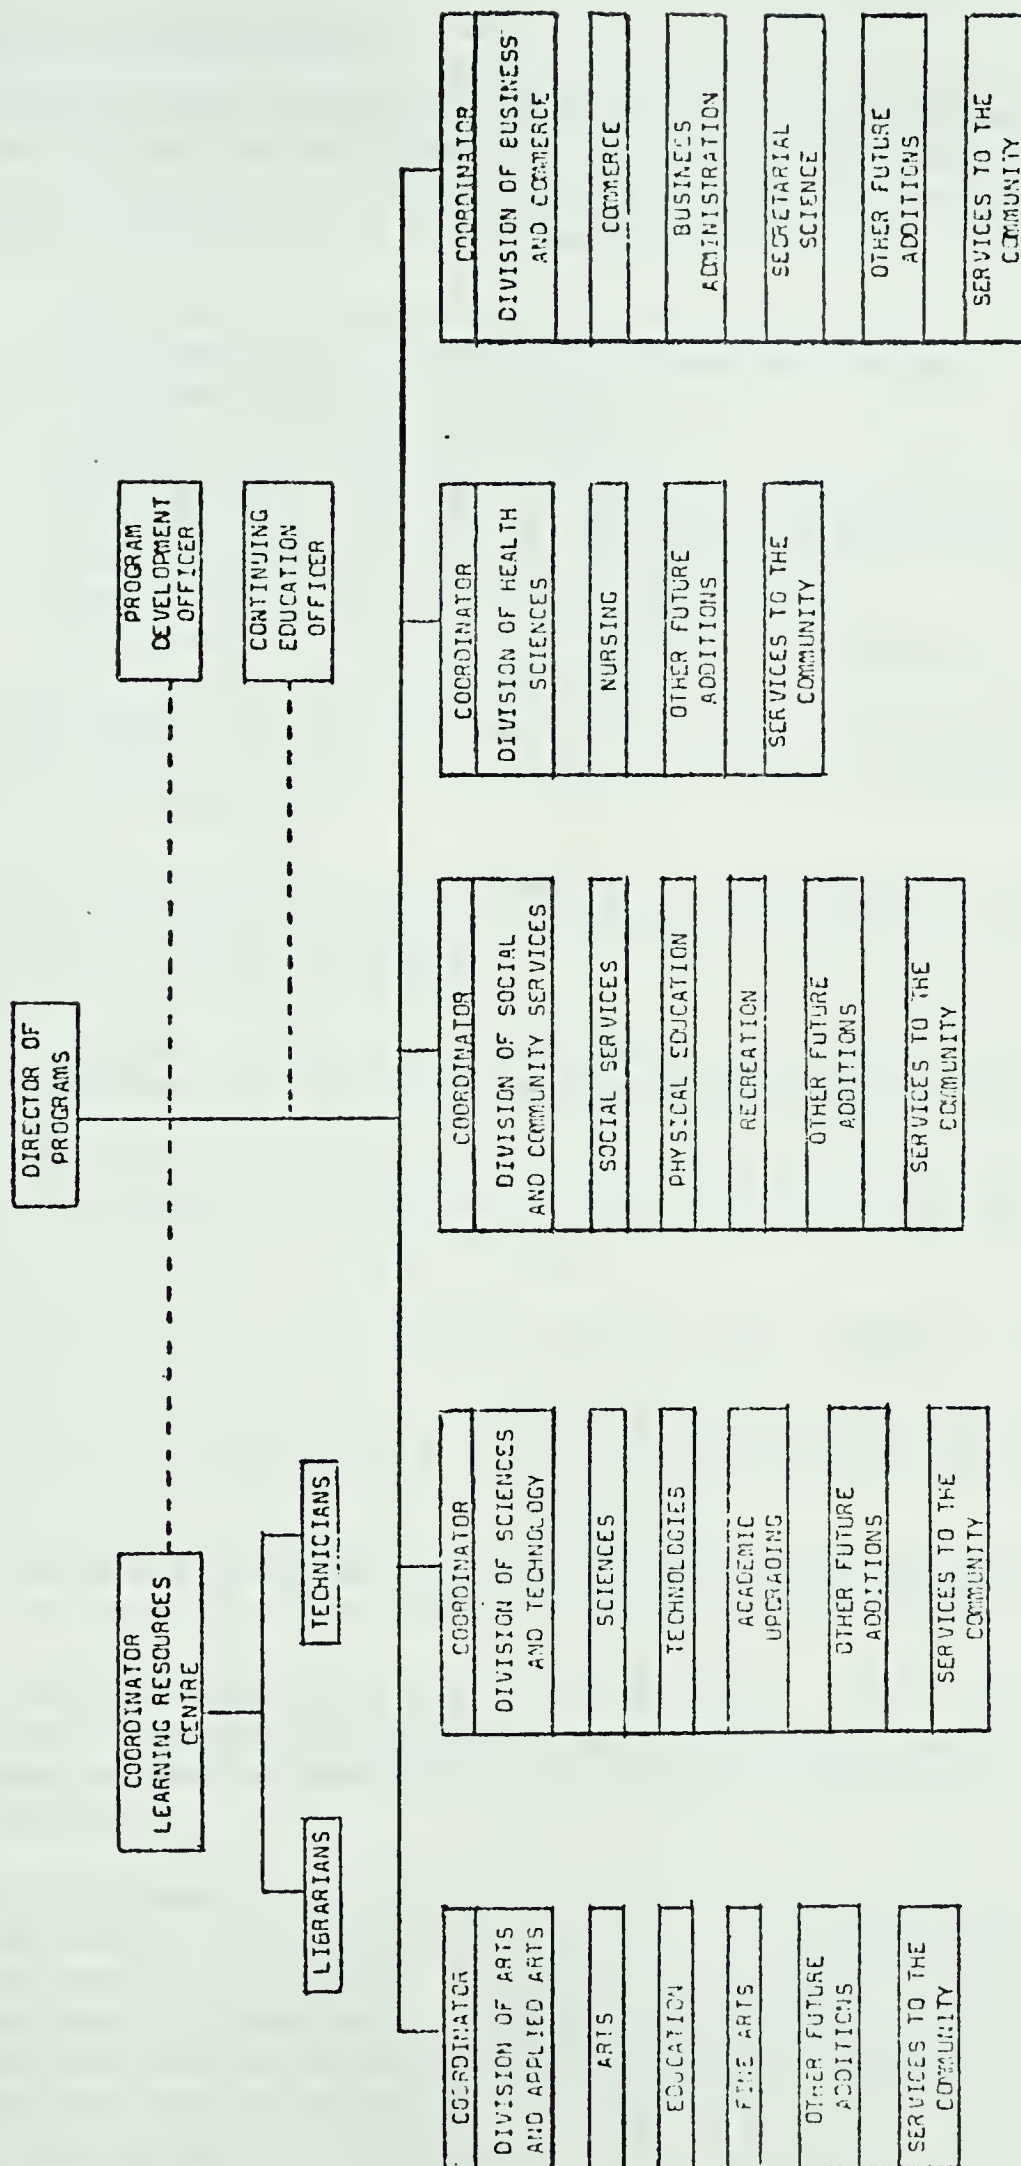 DIRECTOR OF
PROGRAMS
COORDINATOR
LEARNING RESOURCES
CENTRE
PROGRAM
DEVELOPMENT
OFFICER
LIBRARIANS
TECHNICIANS
CONTINUING
EDUCATION
OFFICER
COORDINATOR
DIVISION OF ARTS
AND APPLIED ARTS
ARTS
EDUCATION
FINE ARTS
OTHER FUTURE
ADDITIONS
SERVICES TO THE
COMMUNITY
COORDINATOR
DIVISION OF SCIENCES
AND TECHNOLOGY
SCIENCES
TECHNOLOGIES
ACADEMIC
UPGRADING
OTHER FUTURE
ADDITIONS
SERVICES TO THE
COMMUNITY
COORDINATOR
DIVISION OF SOCIAL
AND COMMUNITY SERVICES
SOCIAL SERVICES
PHYSICAL EDUCATION
RECREATION
OTHER FUTURE
ADDITIONS
SERVICES TO THE
COMMUNITY
COORDINATOR
DIVISION OF HEALTH
SCIENCES
NURSING
OTHER FUTURE
ADDITIONS
SERVICES TO THE
COMMUNITY
COORDINATOR
DIVISION OF BUSINESS
AND COMMERCE
COMMERCE
BUSINESS
ADMINISTRATION
SECRETARIAL
SCIENCE
OTHER FUTURE
ADDITIONS
SERVICES TO THE
COMMUNITY